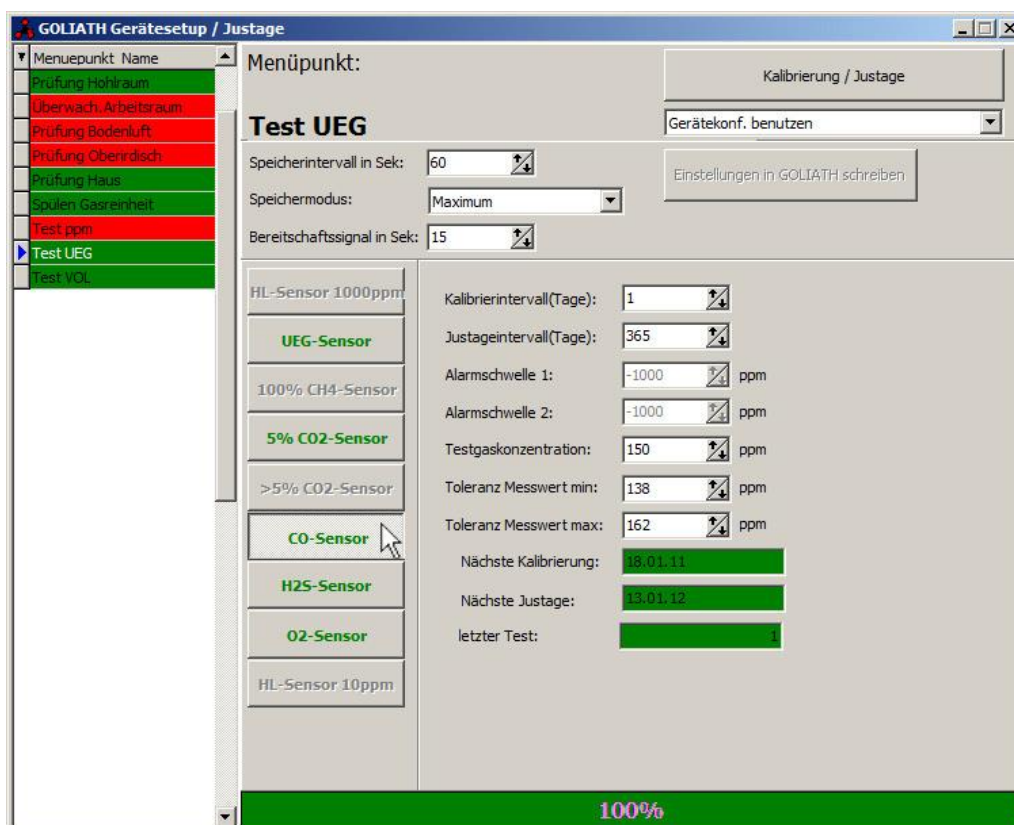 GOLIATH Gerätesetup / Justage
Menuepunkt Name
Prüfung Hohlraum
Überwach. Arbeitsraum
Prüfung Bodenluft
Prüfung Oberirdisch
Prüfung Haus
Spülen Gasreinheit
Test ppm
Test UEG
Test VOL
Menüpunkt:
Test UEG
Kalibrierung / Justage
Gerätekonf. benutzen
Speicherintervall in Sek: 60
Einstellungen in GOLIATH schreiben
Speichermodus: Maximum
Bereitschaftssignal in Sek: 15
HL-Sensor 1000ppm
UEG-Sensor
100% CH4-Sensor
5% CO2-Sensor
>5% CO2-Sensor
CO-Sensor
H2S-Sensor
O2-Sensor
HL-Sensor 10ppm
Kalibrierintervall(Tage): 1
Justageintervall(Tage): 365
Alarmschwelle 1: -1000 ppm
Alarmschwelle 2: -1000 ppm
Testgaskonzentration: 150 ppm
Toleranz Messwert min: 138 ppm
Toleranz Messwert max: 162 ppm
Nächste Kalibrierung: 18.01.11
Nächste Justage: 13.01.12
letzter Test: 1
100%